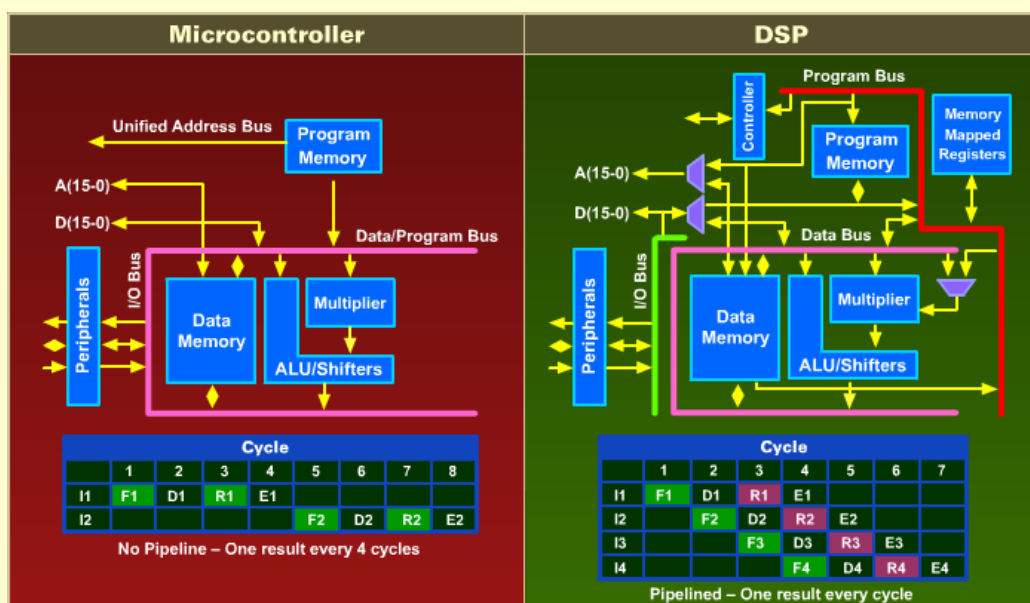 Microcontroller
Unified Address Bus
Program
Memory
A(15-0)
D(15-0)
Data/Program Bus
I/O Bus
Peripherals
Data
Memory
Multiplier
ALU/Shifters
Cycle
1 2 3 4 5 6 7 8
I1 F1 D1 R1 E1
I2 F2 D2 R2 E2
No Pipeline – One result every 4 cycles
DSP
Program Bus
Controller
Program
Memory
Memory
Mapped
Registers
A(15-0)
D(15-0)
Data Bus
I/O Bus
Peripherals
Data
Memory
Multiplier
ALU/Shifters
Cycle
1 2 3 4 5 6 7
I1 F1 D1 R1 E1
I2 F2 D2 R2 E2
I3 F3 D3 R3 E3
I4 F4 D4 R4 E4
Pipelined – One result every cycle